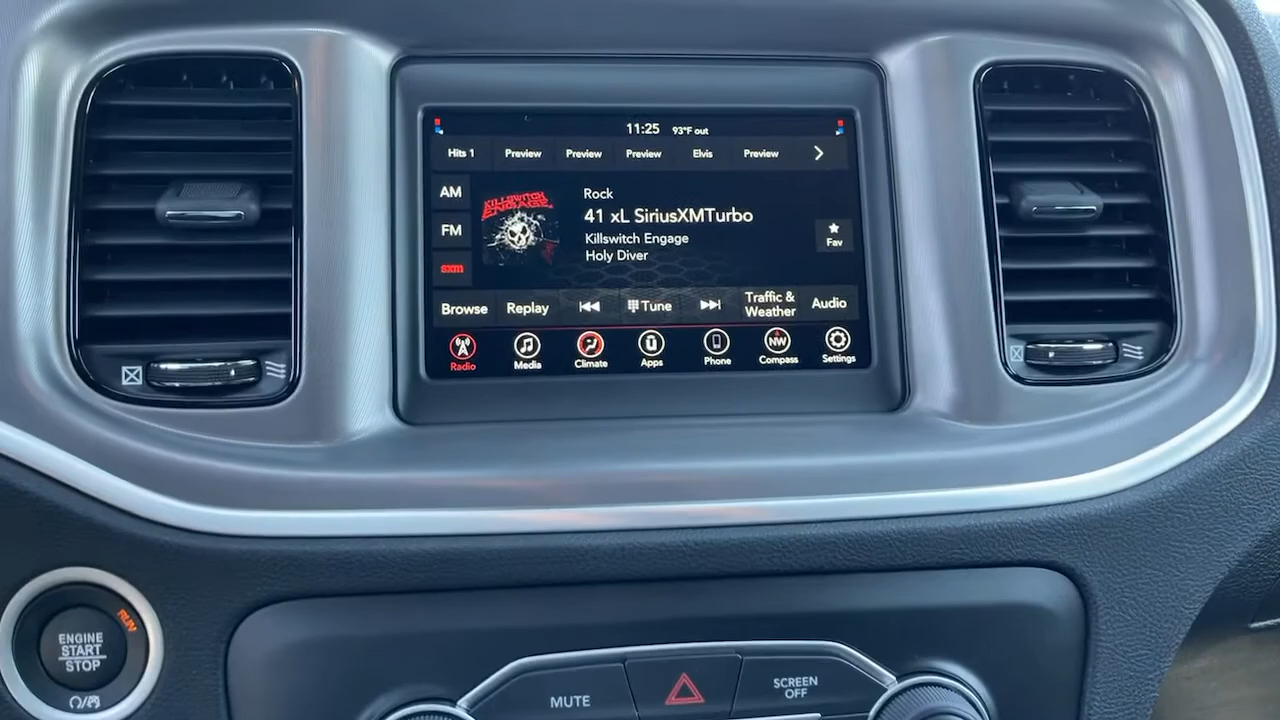 11:25 93°F out
Hits 1 Preview Preview Preview Elvis Preview
AM
FM
sxm
KILLSWITCH
ENGAGE
Rock
41 xL SiriusXMTurbo
Killswitch Engage
Holy Diver
Fav
Browse Replay Tune Traffic & Weather Audio
Radio Media Climate Apps Phone NW Compass Settings
RUN
ENGINE
START
STOP
MUTE
SCREEN
OFF